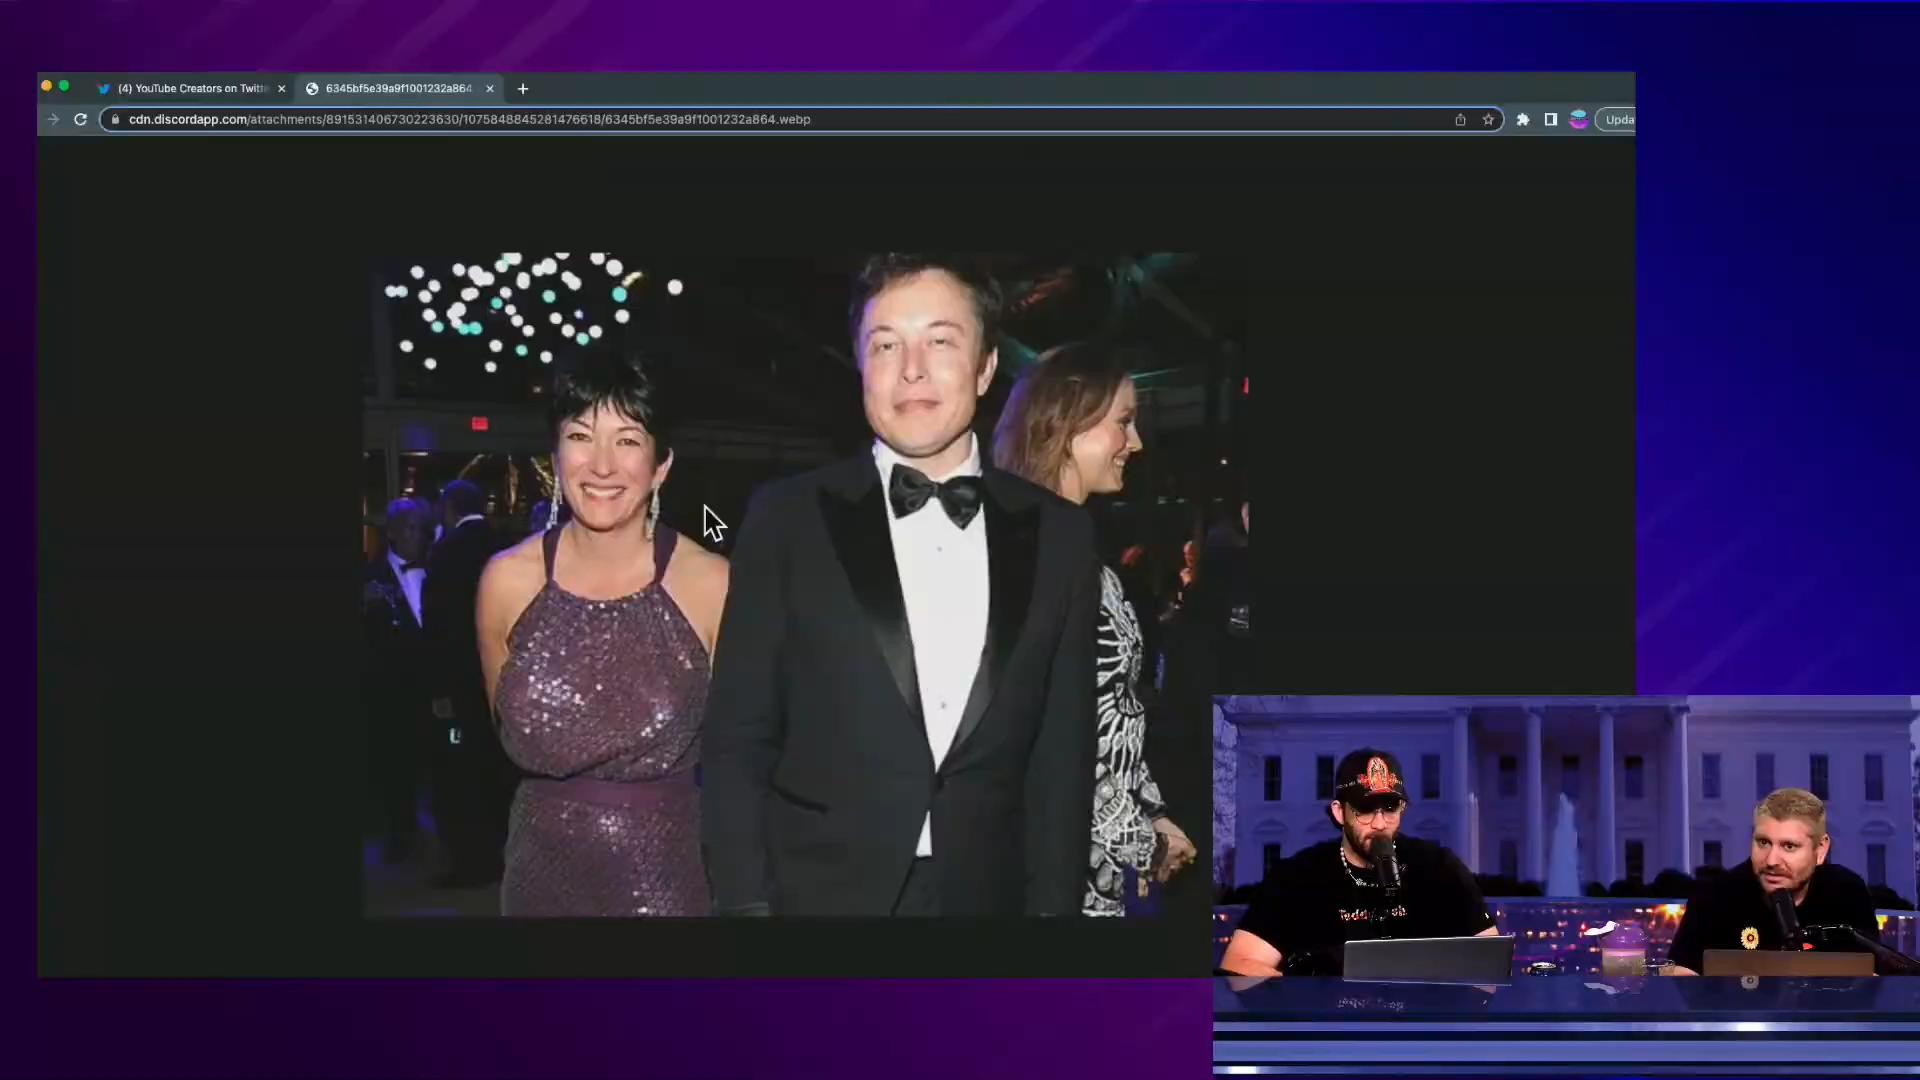 (4) YouTube Creators on Twitt
6345bf5e39a9f1001232a864
cdn.discordapp.com/attachments/891531406730223630/1075848845281476618/6345bf5e39a9f1001232a864.webp
Upda